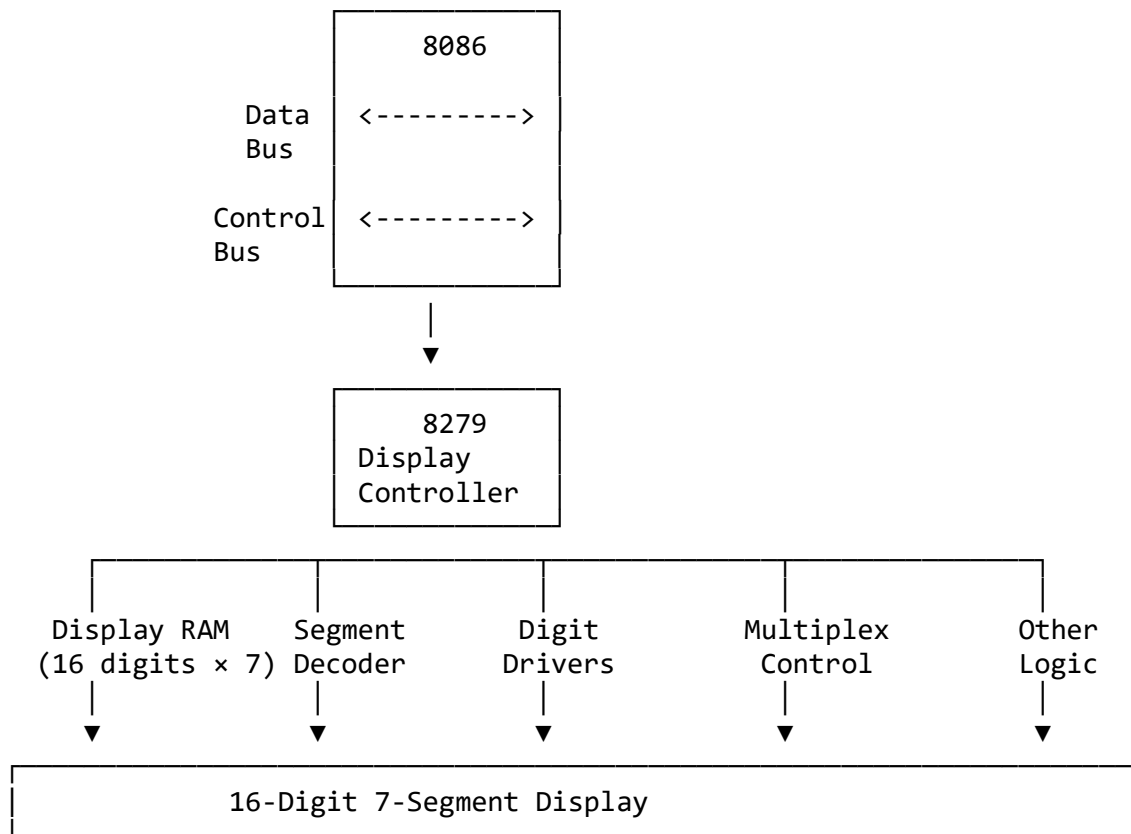 8086
Data <---------->
Bus
Control <---------->
Bus
8279
Display
Controller
Display RAM Segment Digit Multiplex Other
(16 digits × 7) Decoder Drivers Control Logic
16-Digit 7-Segment Display